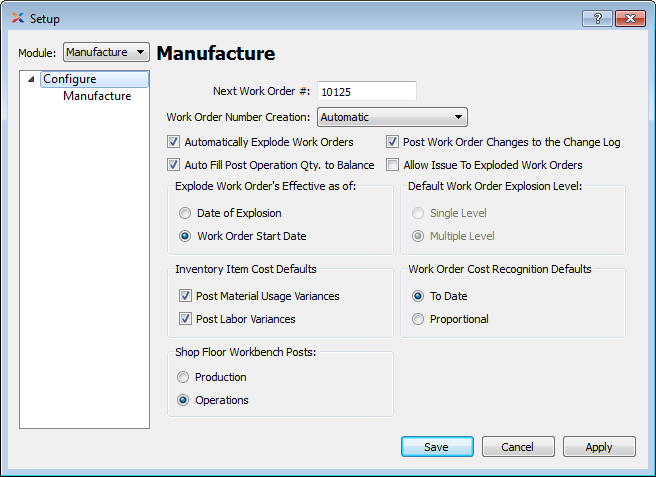 Setup
?
Module: Manufacture
Configure
Manufacture
Manufacture
Next Work Order #: 10125
Work Order Number Creation: Automatic
Automatically Explode Work Orders
Post Work Order Changes to the Change Log
Auto Fill Post Operation Qty. to Balance
Allow Issue To Exploded Work Orders
Explode Work Order's Effective as of:
Date of Explosion
Work Order Start Date
Default Work Order Explosion Level:
Single Level
Multiple Level
Inventory Item Cost Defaults
Post Material Usage Variances
Post Labor Variances
Work Order Cost Recognition Defaults
To Date
Proportional
Shop Floor Workbench Posts:
Production
Operations
Save
Cancel
Apply